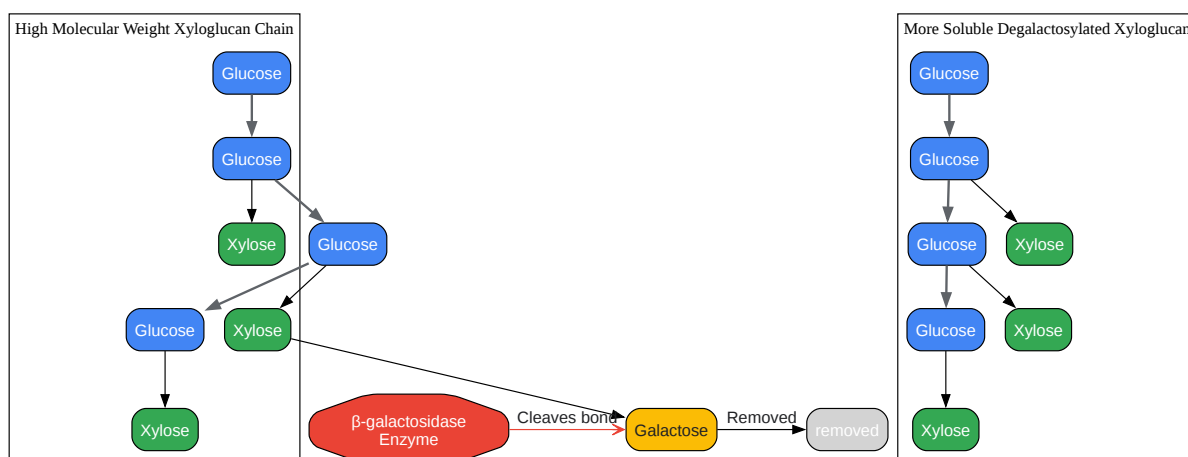 High Molecular Weight Xyloglucan Chain
More Soluble Degalactosylated Xyloglucan
Glucose
Glucose
Glucose
Glucose
Xylose
Glucose
Glucose
Xylose
Glucose
Xylose
Glucose
Xylose
Xylose
β-galactosidase
Enzyme
Cleaves bond
Galactose
Removed
removed
Xylose